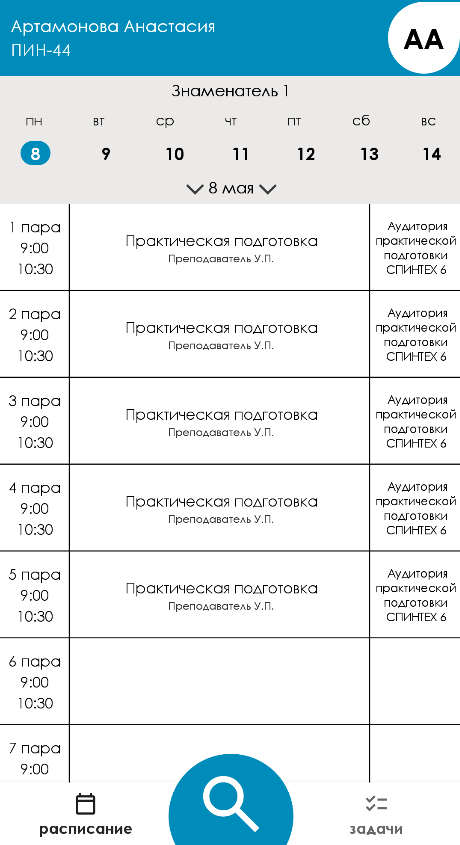 Артамонова Анастасия
ПИН-44
АА
Знаменатель 1
пн вт ср чт пт сб вс
8 9 10 11 12 13 14
8 мая
1 пара
9:00
10:30
Практическая подготовка
Преподаватель У.П.
Аудитория
практической
подготовки
СПИНТЕХ 6
2 пара
9:00
10:30
Практическая подготовка
Преподаватель У.П.
Аудитория
практической
подготовки
СПИНТЕХ 6
3 пара
9:00
10:30
Практическая подготовка
Преподаватель У.П.
Аудитория
практической
подготовки
СПИНТЕХ 6
4 пара
9:00
10:30
Практическая подготовка
Преподаватель У.П.
Аудитория
практической
подготовки
СПИНТЕХ 6
5 пара
9:00
10:30
Практическая подготовка
Преподаватель У.П.
Аудитория
практической
подготовки
СПИНТЕХ 6
6 пара
9:00
10:30
7 пара
9:00
расписание
задачи